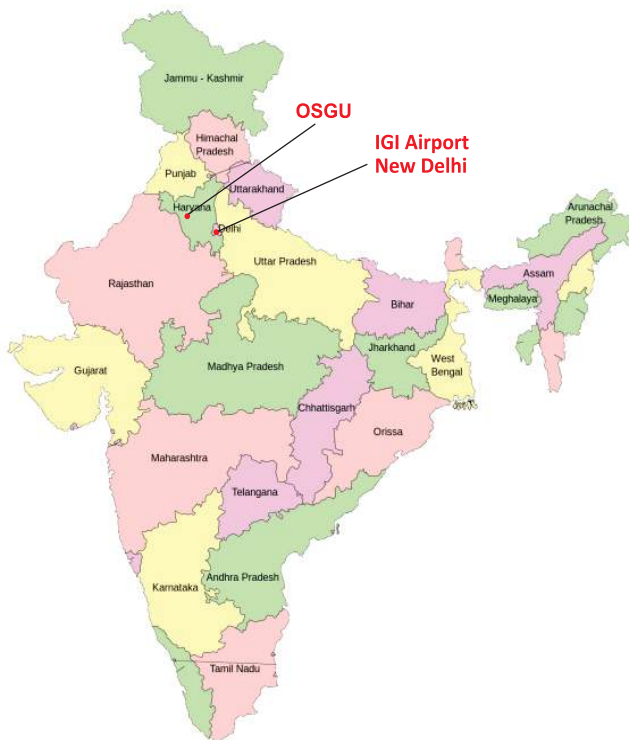 Jammu - Kashmir
OSGU
Himachal
Pradesh
IGI Airport
New Delhi
Punjab
Uttarakhand
Haryana
Delhi
Arunachal
Pradesh
Uttar Pradesh
Assam
Rajasthan
Bihar
Meghalaya
Jharkhand
West
Bengal
Madhya Pradesh
Gujarat
Chhattisgarh
Orissa
Maharashtra
Telangana
Andhra Pradesh
Karnataka
Tamil Nadu